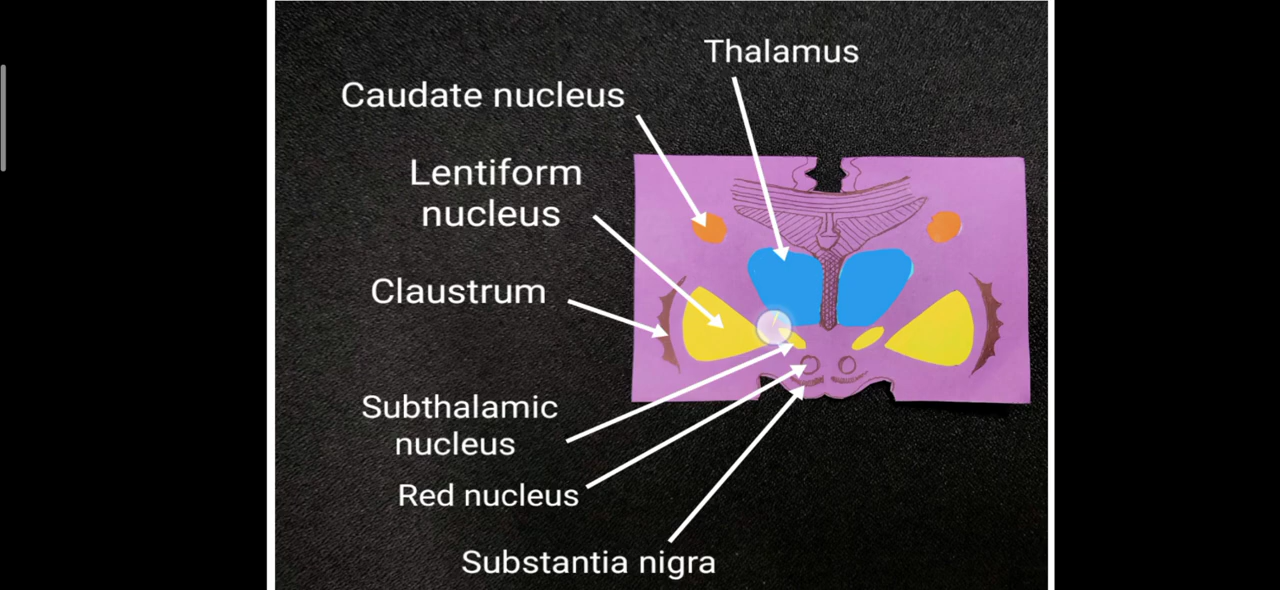 Thalamus
Caudate nucleus
Lentiform
nucleus
Claustrum
Subthalamic
nucleus
Red nucleus
Substantia nigra